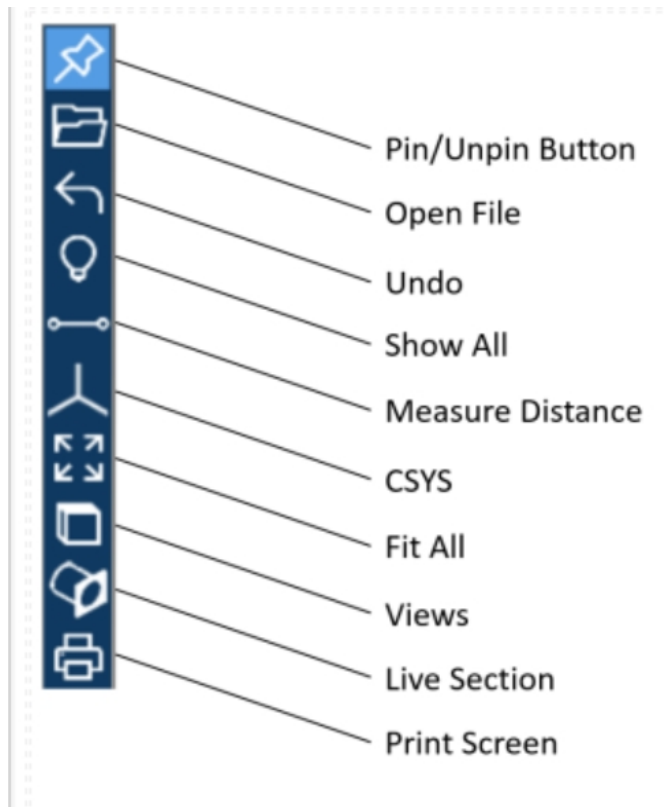 Pin/Unpin Button
Open File
Undo
Show All
Measure Distance
CSYS
Fit All
Views
Live Section
Print Screen